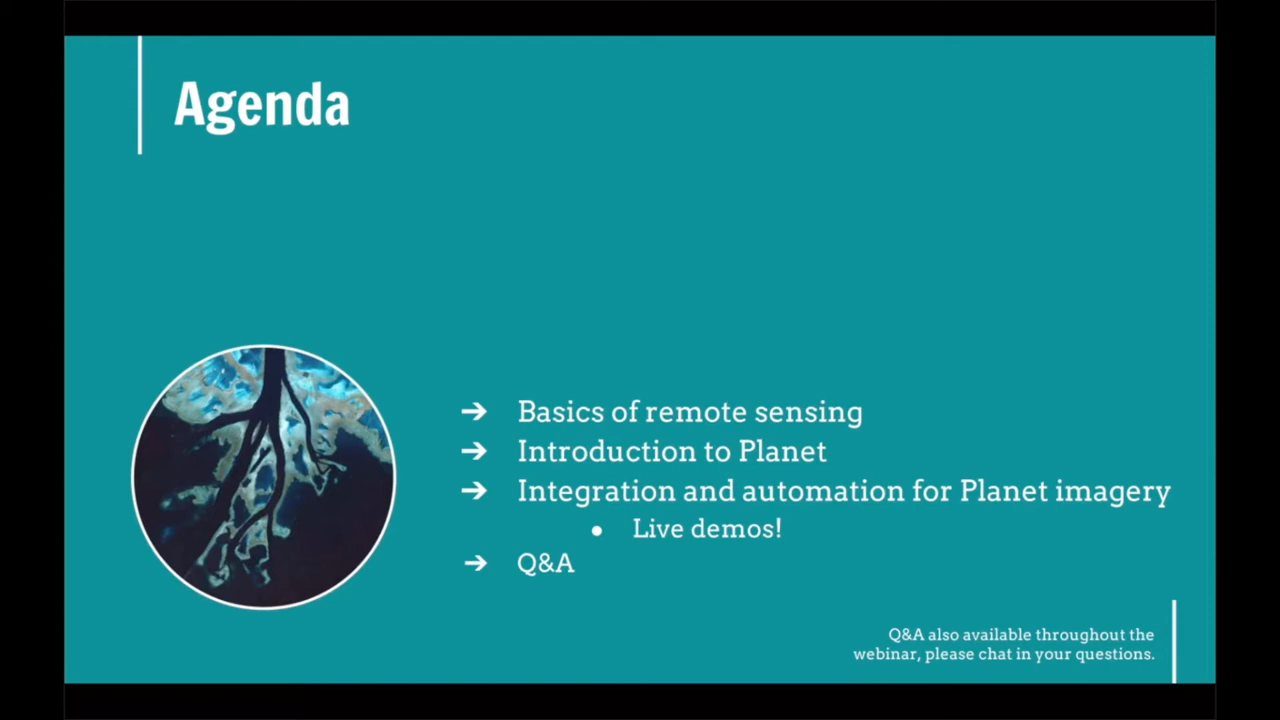 Agenda
➔ Basics of remote sensing
➔ Introduction to Planet
➔ Integration and automation for Planet imagery
● Live demos!
➔ Q&A
Q&A also available throughout the
webinar, please chat in your questions.